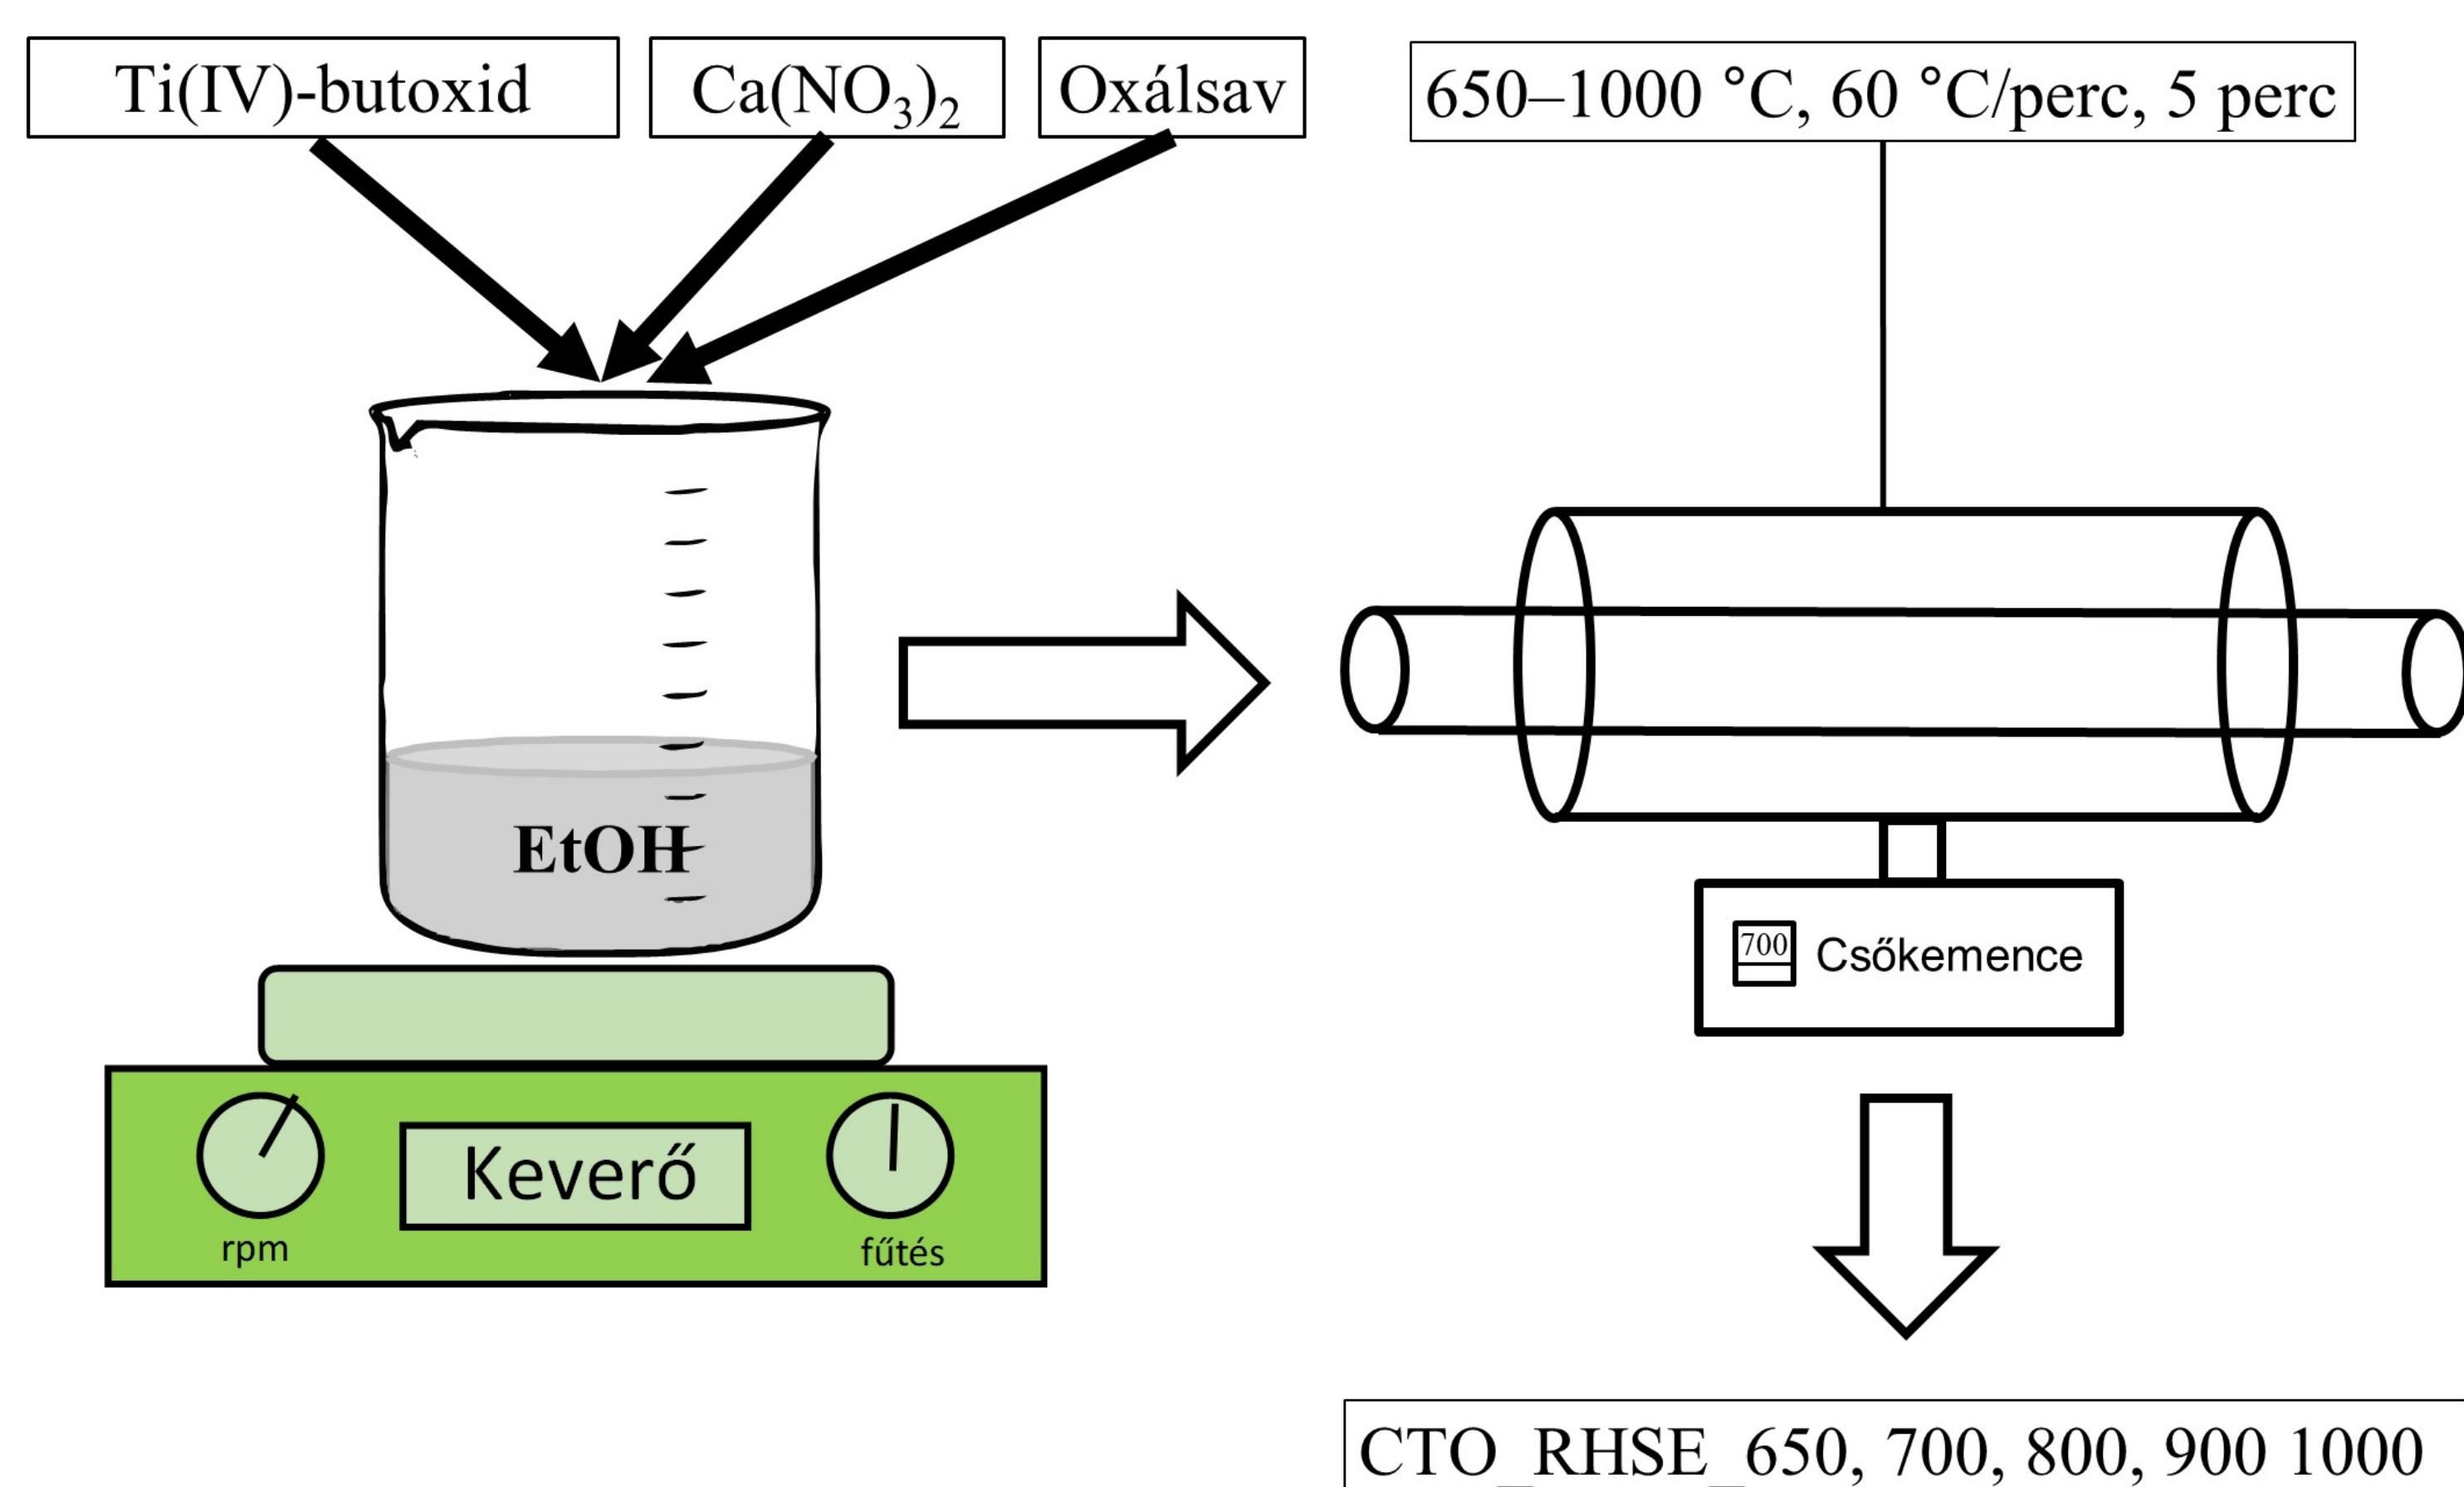 Ti(IV)-butoxid
Ca(NO₃)₂
Oxálsav
650–1000 °C, 60 °C/perc, 5 perc
EtOH
700
Csőkemence
Keverő
rpm
fűtés
CTO_RHSE_650, 700, 800, 900 1000